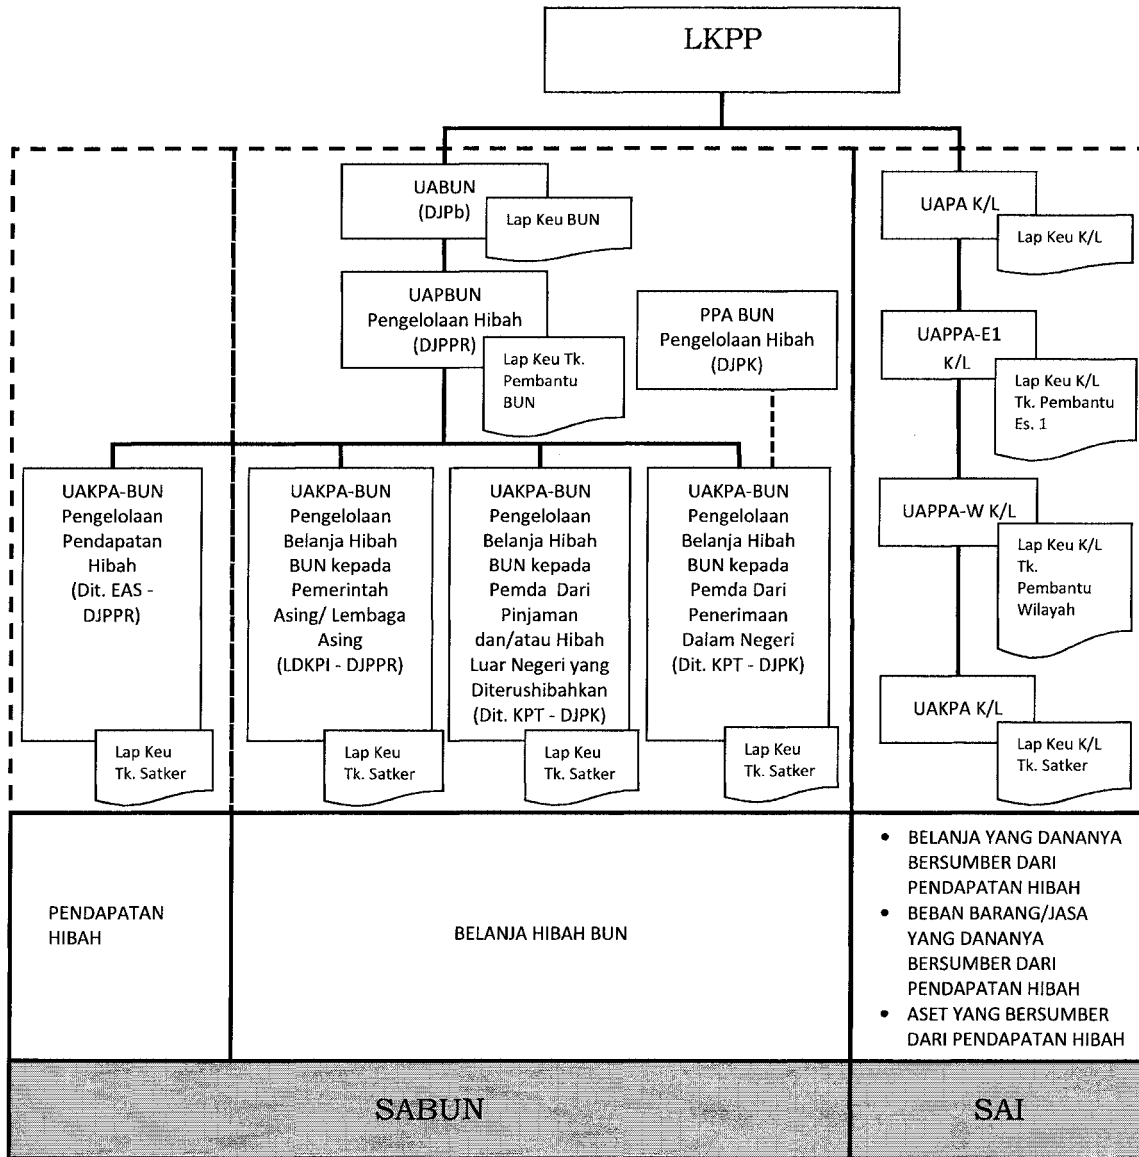 LKPP
UABUN
(DJPb)
Lap Keu BUN
UAPBUN
Pengelolaan Hibah
(DJPPR)
Lap Keu Tk.
Pembantu
BUN
PPA BUN
Pengelolaan Hibah
(DJPK)
UAPA K/L
Lap Keu K/L
UAPPA-E1
K/L
Lap Keu K/L
Tk. Pembantu
Es. 1
UAPPA-W K/L
Lap Keu K/L
Tk.
Pembantu
Wilayah
UAKPA K/L
Lap Keu K/L
Tk. Satker
UAKPA-BUN
Pengelolaan
Pendapatan
Hibah
(Dit. EAS -
DJPPR)
Lap Keu
Tk. Satker
UAKPA-BUN
Pengelolaan
Belanja Hibah
BUN kepada
Pemerintah
Asing/ Lembaga
Asing
(LDKPI - DJPPR)
Lap Keu
Tk. Satker
UAKPA-BUN
Pengelolaan
Belanja Hibah
BUN kepada
Pemda Dari
Pinjaman
dan/atau Hibah
Luar Negeri yang
Diterushibahkan
(Dit. KPT - DJPK)
Lap Keu
Tk. Satker
UAKPA-BUN
Pengelolaan
Belanja Hibah
BUN kepada
Pemda Dari
Penerimaan
Dalam Negeri
(Dit. KPT - DJPK)
Lap Keu
Tk. Satker
PENDAPATAN
HIBAH
BELANJA HIBAH BUN
• BELANJA YANG DANANYA
BERSUMBER DARI
PENDAPATAN HIBAH
• BEBAN BARANG/JASA
YANG DANANYA
BERSUMBER DARI
PENDAPATAN HIBAH
• ASET YANG BERSUMBER
DARI PENDAPATAN HIBAH
SABUN
SAI